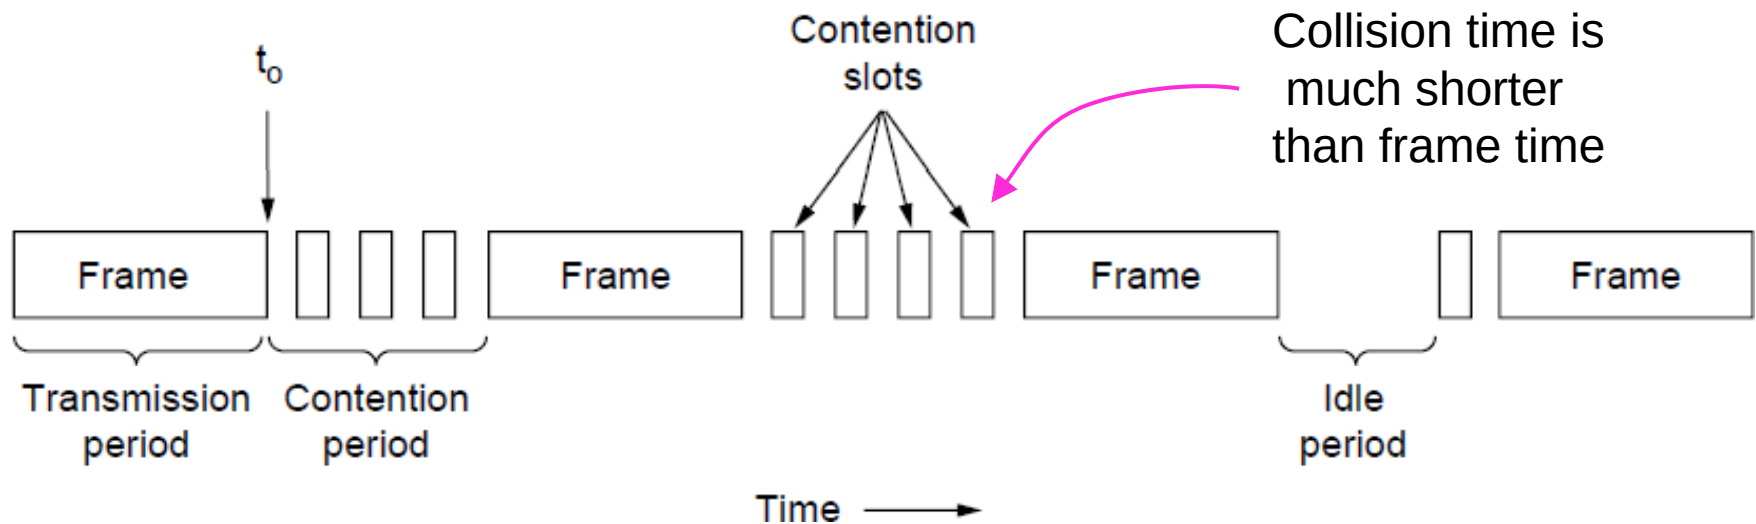 t₀
Contention
slots
Collision time is
much shorter
than frame time
Frame
Frame
Frame
Frame
Transmission
period
Contention
period
Idle
period
Time